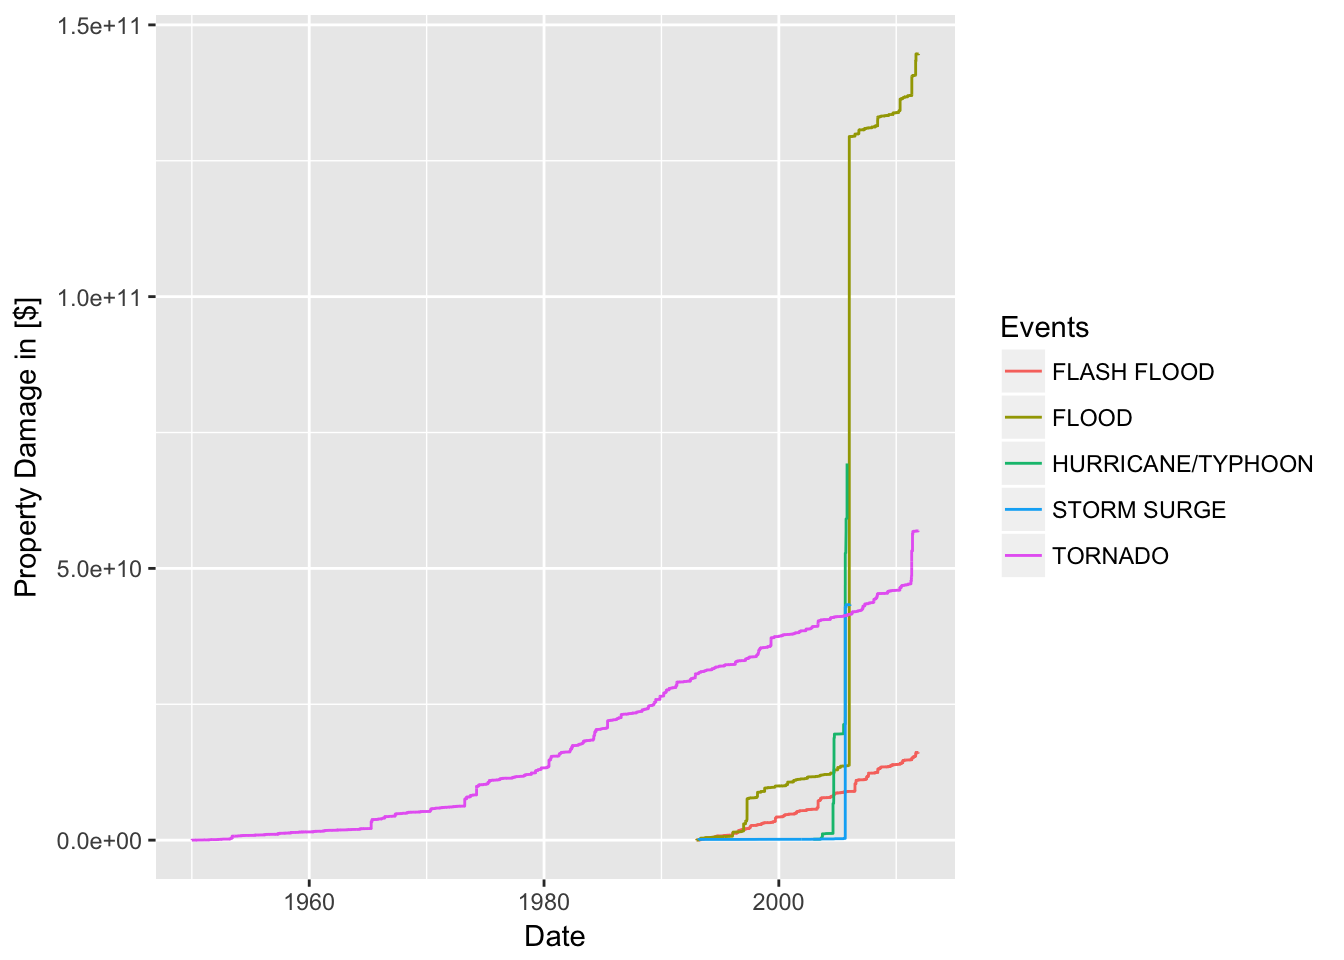 1.5e+11
1.0e+11
5.0e+10
0.0e+00
Property Damage in [$]
1960 1980 2000
Date
Events
FLASH FLOOD
FLOOD
HURRICANE/TYPHOON
STORM SURGE
TORNADO